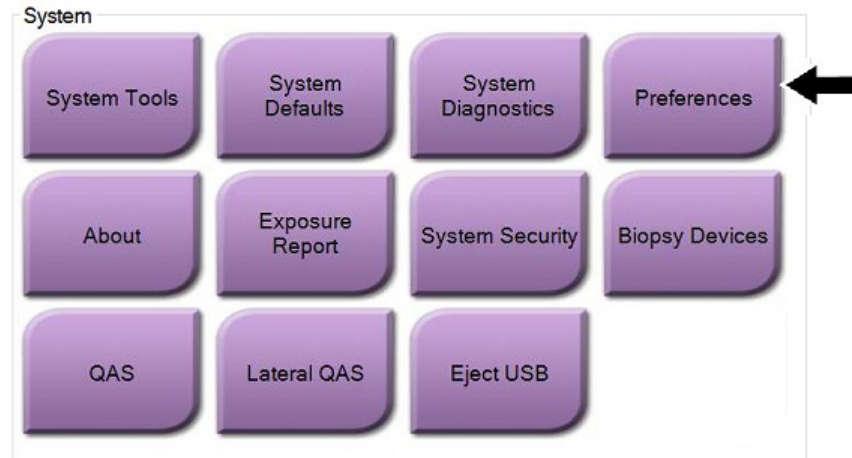 System
System Tools
System
Defaults
System
Diagnostics
Preferences
About
Exposure
Report
System Security
Biopsy Devices
QAS
Lateral QAS
Eject USB